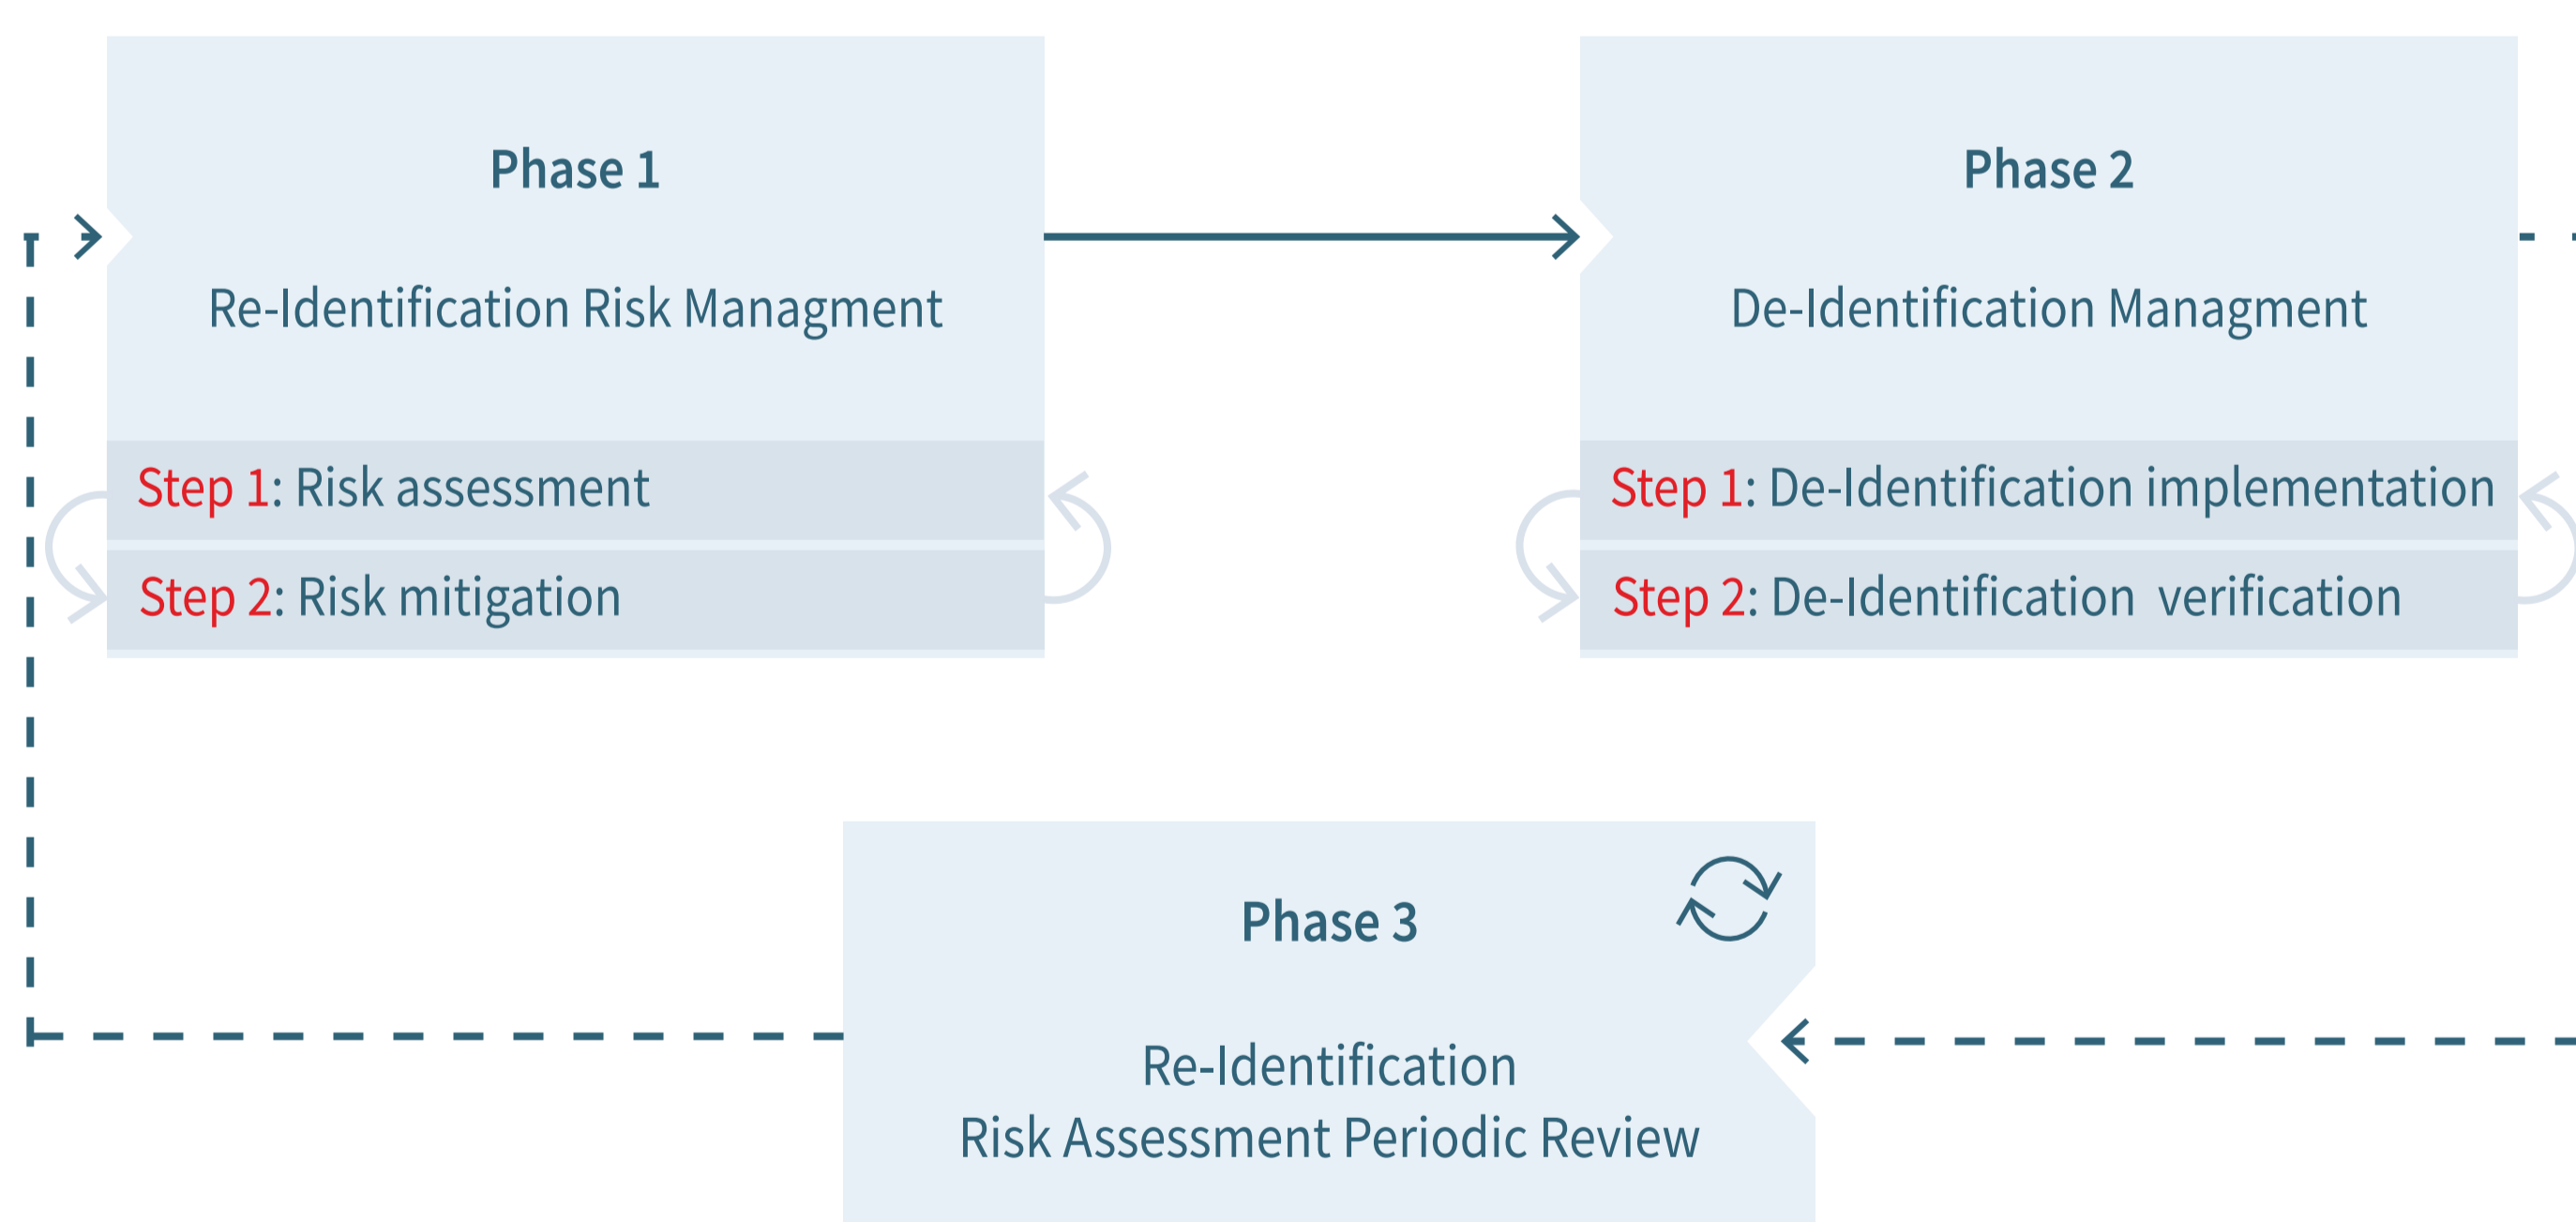 Phase 1
Re-Identification Risk Managment
Step 1: Risk assessment
Step 2: Risk mitigation
Phase 2
De-Identification Managment
Step 1: De-Identification implementation
Step 2: De-Identification verification
Phase 3
Re-Identification
Risk Assessment Periodic Review